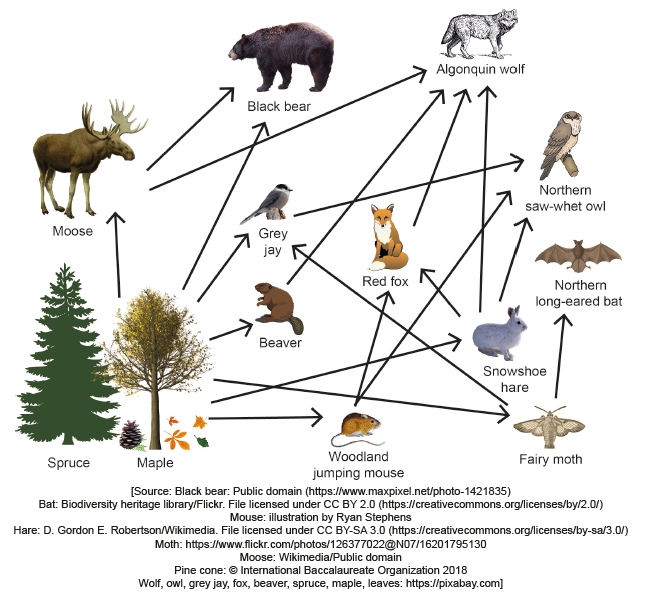 Black bear
Algonquin wolf
Northern
saw-whet owl
Moose
Grey
jay
Red fox
Northern
long-eared bat
Beaver
Snowshoe
hare
Spruce
Maple
Woodland
jumping mouse
Fairy moth
[Source: Black bear: Public domain (https://www.maxpixel.net/photo-1421835)
Bat: Biodiversity heritage library/Flickr. File licensed under CC BY 2.0 (https://creativecommons.org/licenses/by/2.0/)
Mouse: illustration by Ryan Stephens
Hare: D. Gordon E. Robertson/Wikimedia. File licensed under CC BY-SA 3.0 (https://creativecommons.org/licenses/by-sa/3.0/)
Moth: https://www.flickr.com/photos/126377022@N07/16201795130
Moose: Wikimedia/Public domain
Pine cone: © International Baccalaureate Organization 2018
Wolf, owl, grey jay, fox, beaver, spruce, maple, leaves: https://pixabay.com]